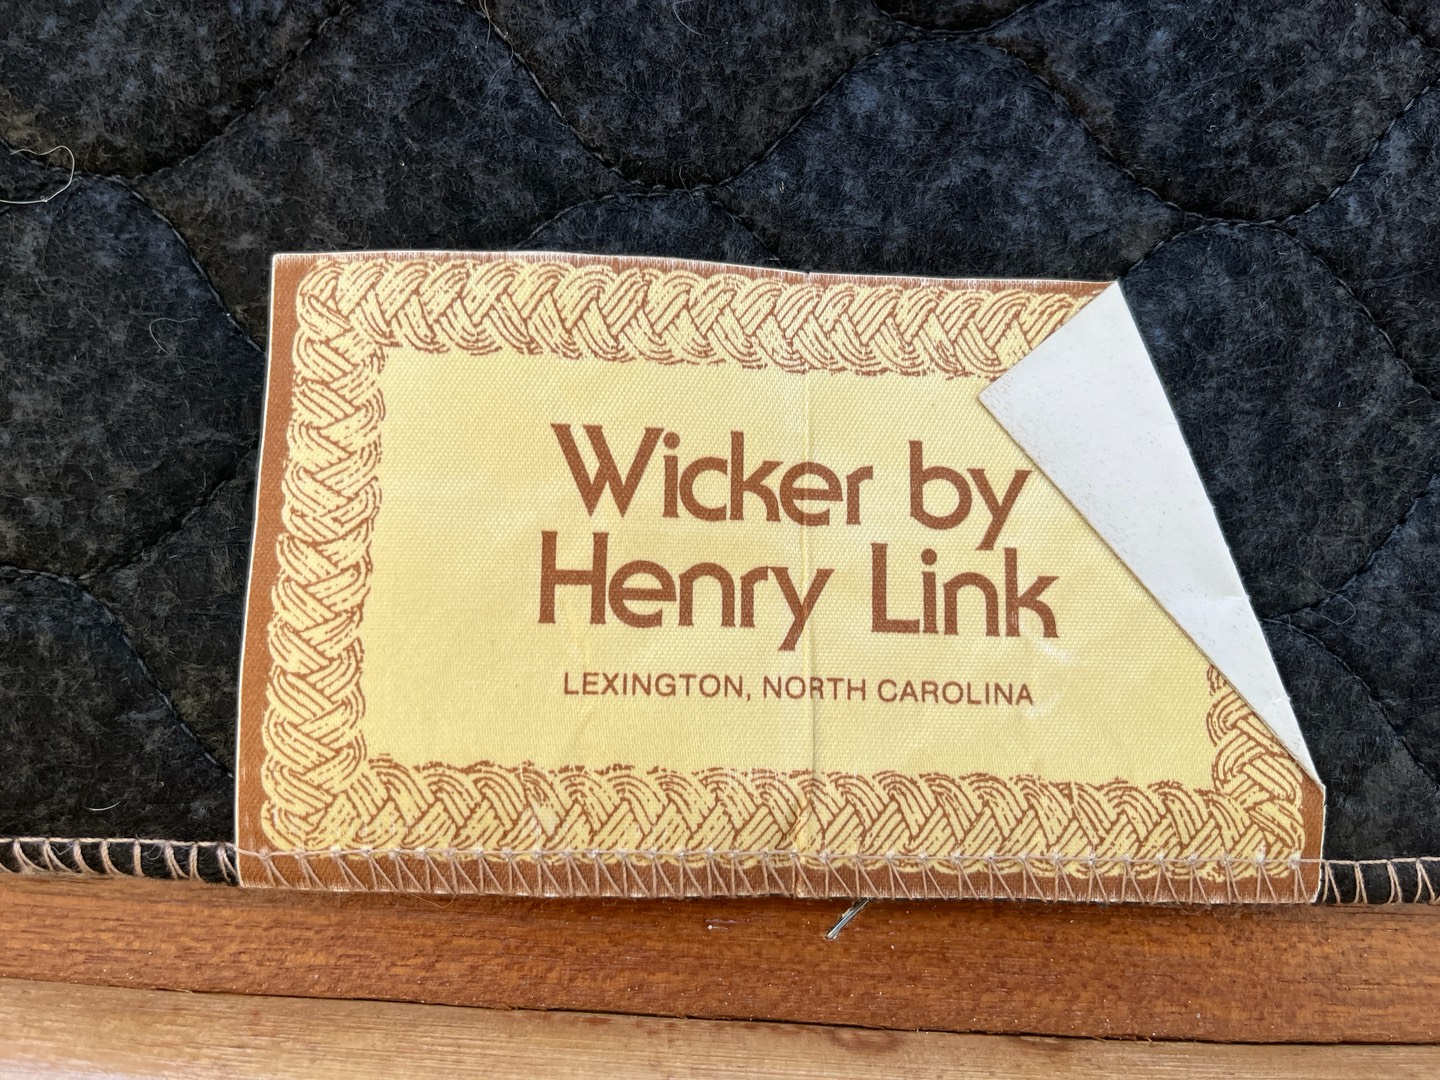 Wicker by
Henry Link
LEXINGTON, NORTH CAROLINA